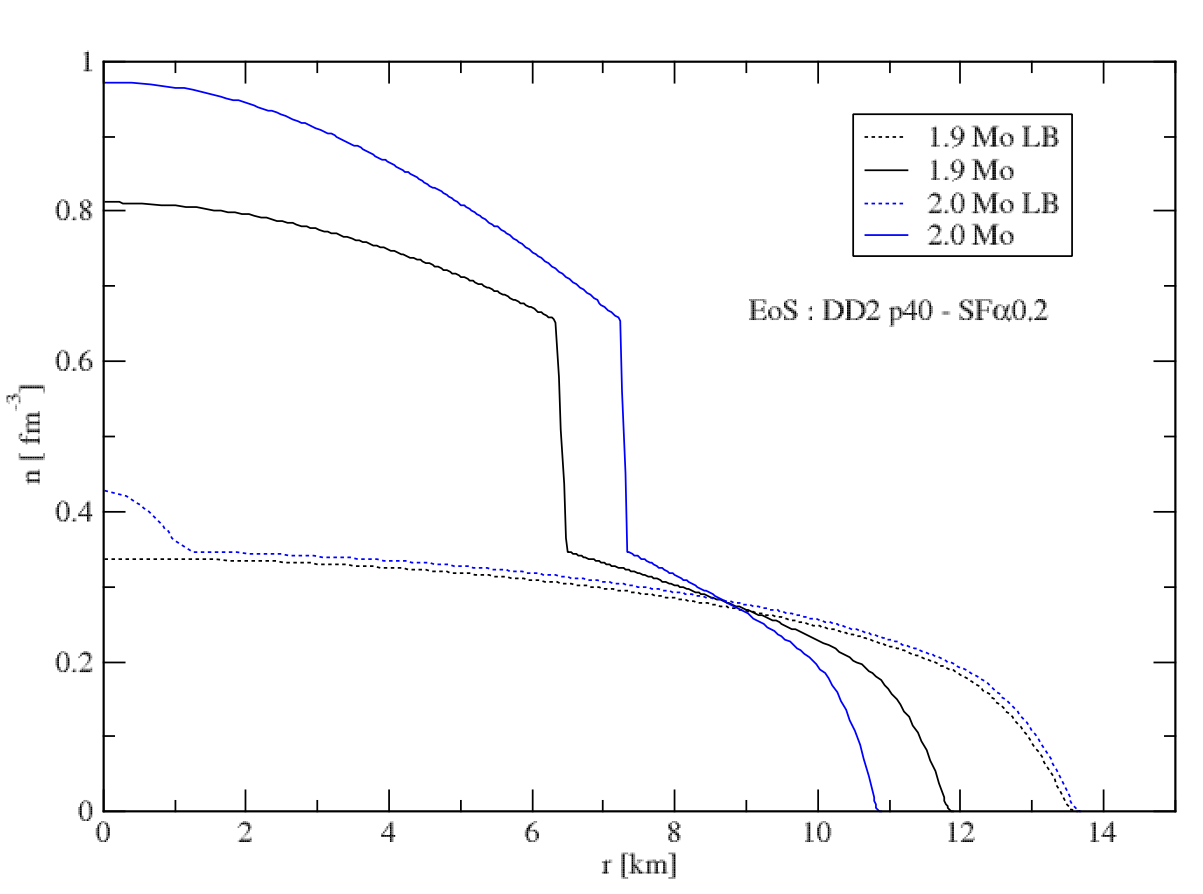 1
0.8
0.6
0.4
0.2
0
n [ fm-3 ]
1.9 Mo LB
1.9 Mo
2.0 Mo LB
2.0 Mo
EoS : DD2 p40 - SFα0.2
0 2 4 6 8 10 12 14
r [km]